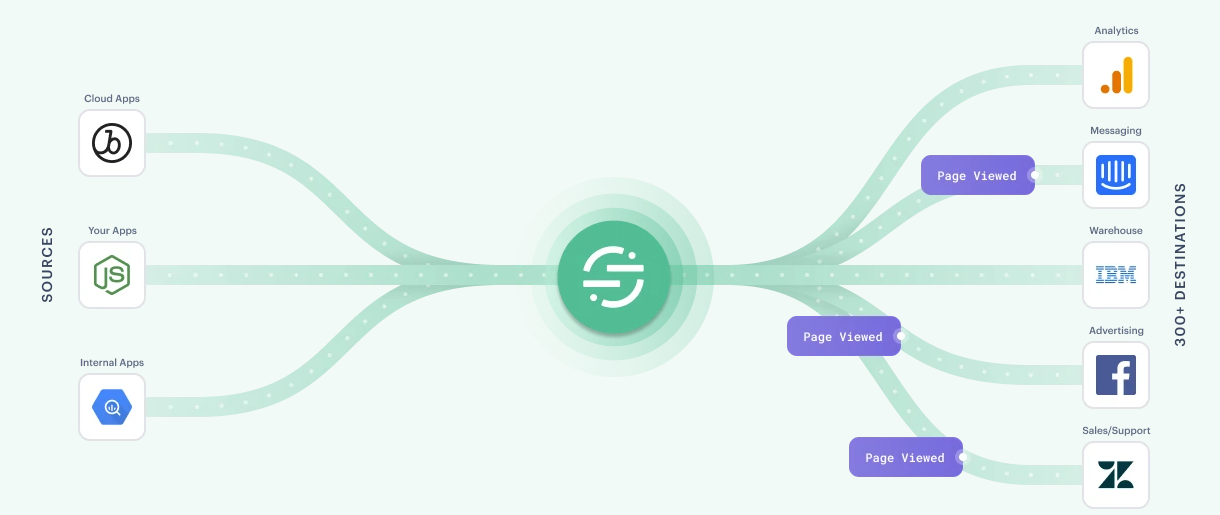 SOURCES
Cloud Apps
b
Your Apps
JS
Internal Apps
Page Viewed
Page Viewed
Page Viewed
Analytics
Messaging
Warehouse
IBM
Advertising
f
Sales/Support
300+ DESTINATIONS